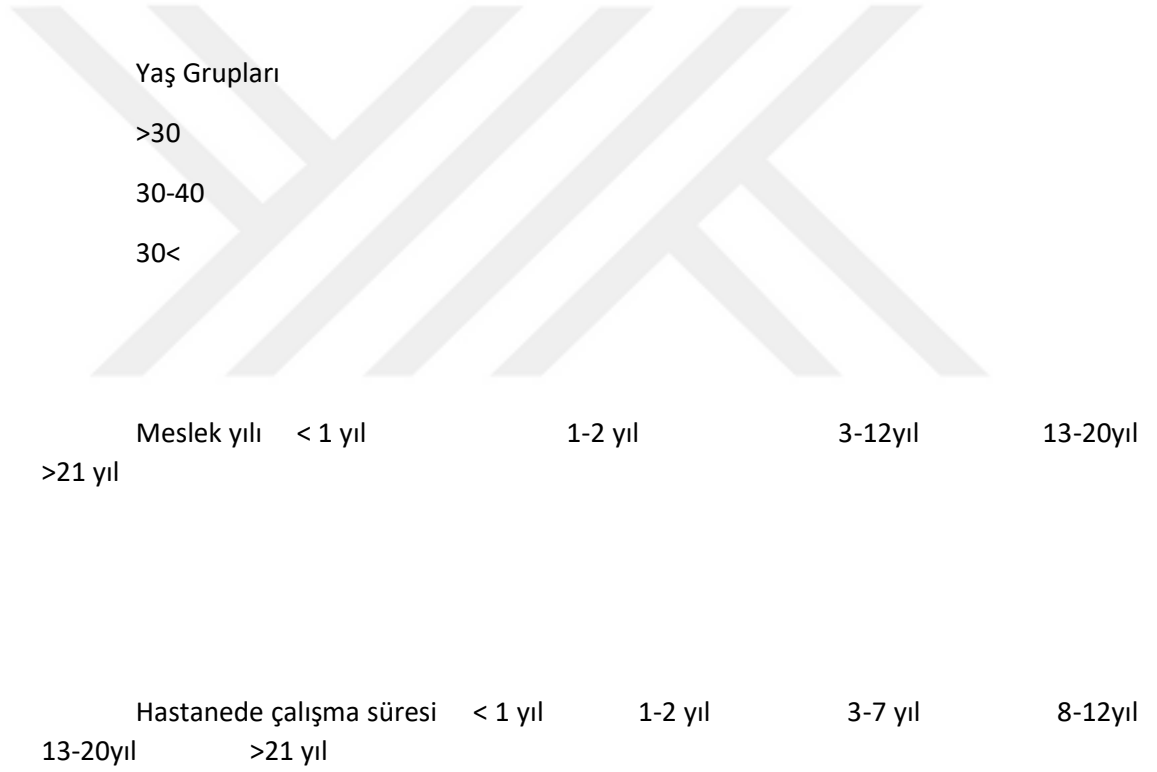 Yaş Grupları
>30
30-40
30<
Meslek yılı < 1 yıl 1-2 yıl 3-12yıl 13-20yıl
>21 yıl
Hastanede çalışma süresi < 1 yıl 1-2 yıl 3-7 yıl 8-12yıl
13-20yıl >21 yıl